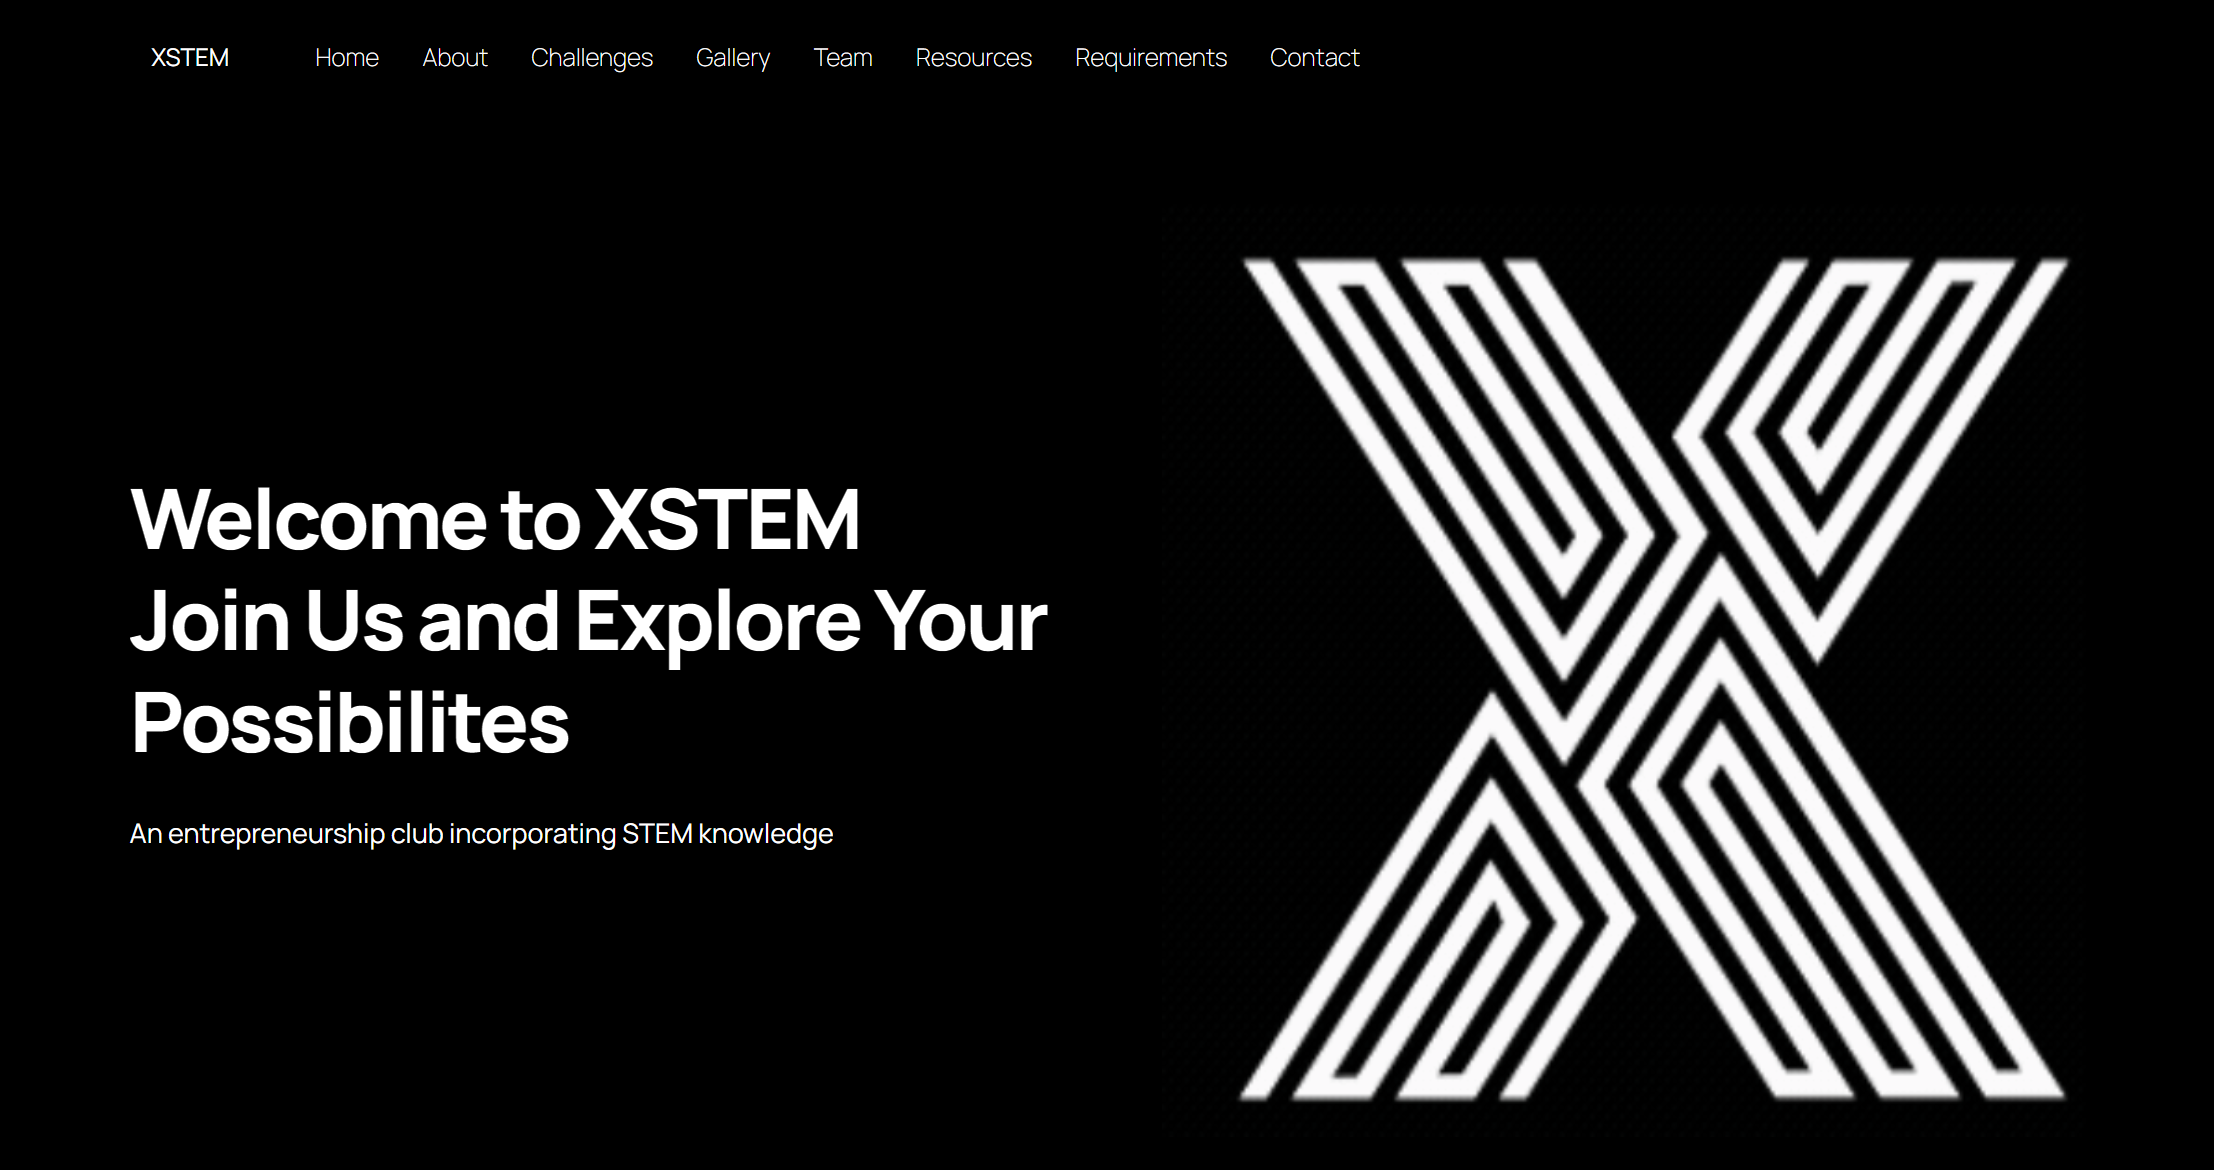 XSTEM Home About Challenges Gallery Team Resources Requirements Contact
Welcome to XSTEM
Join Us and Explore Your
Possibilites
An entrepreneurship club incorporating STEM knowledge
X